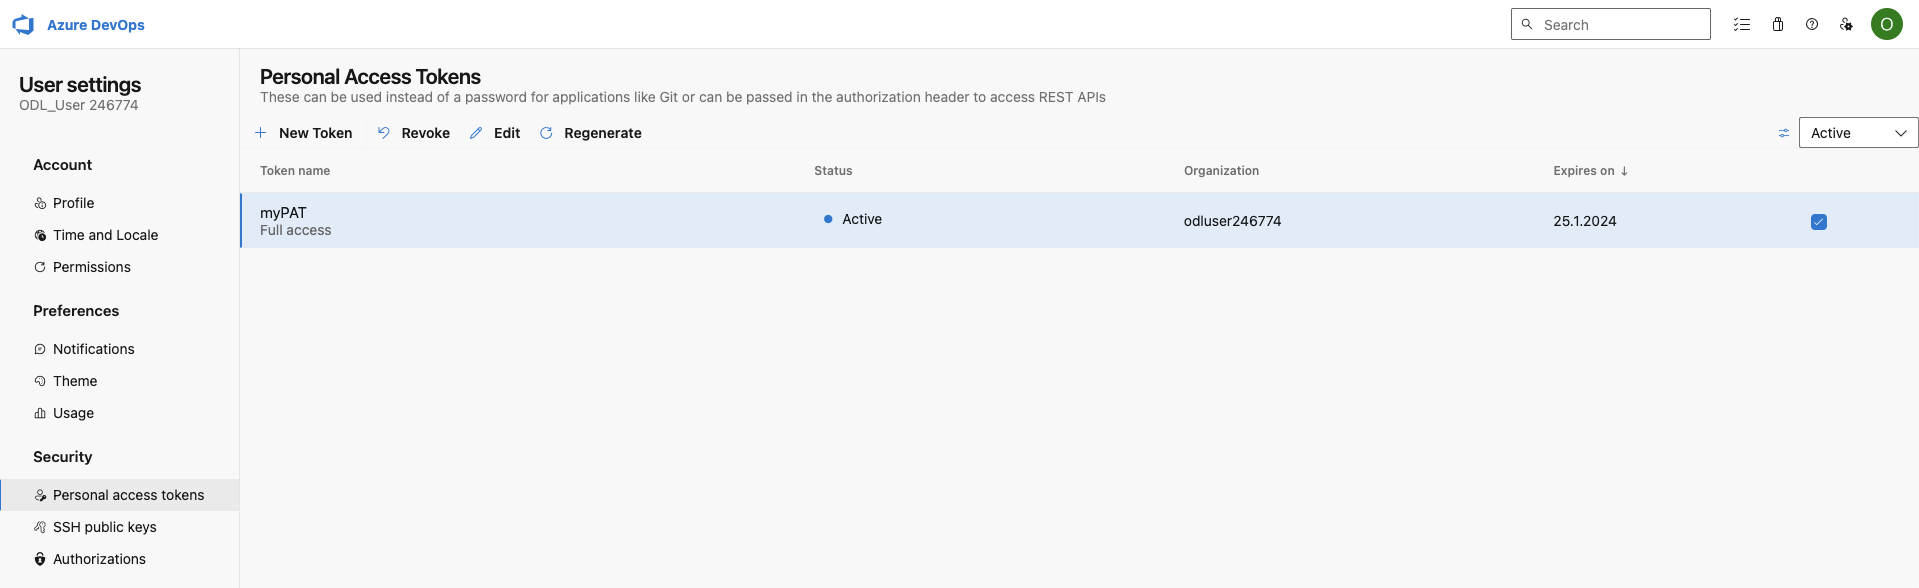 Azure DevOps
Search
O
User settings
ODL_User 246774
Account
Profile
Time and Locale
Permissions
Preferences
Notifications
Theme
Usage
Security
Personal access tokens
SSH public keys
Authorizations
Personal Access Tokens
These can be used instead of a password for applications like Git or can be passed in the authorization header to access REST APIs
New Token Revoke Edit Regenerate Active
Token name Status Organization Expires on ↓
myPAT Active odluser246774 25.1.2024
Full access